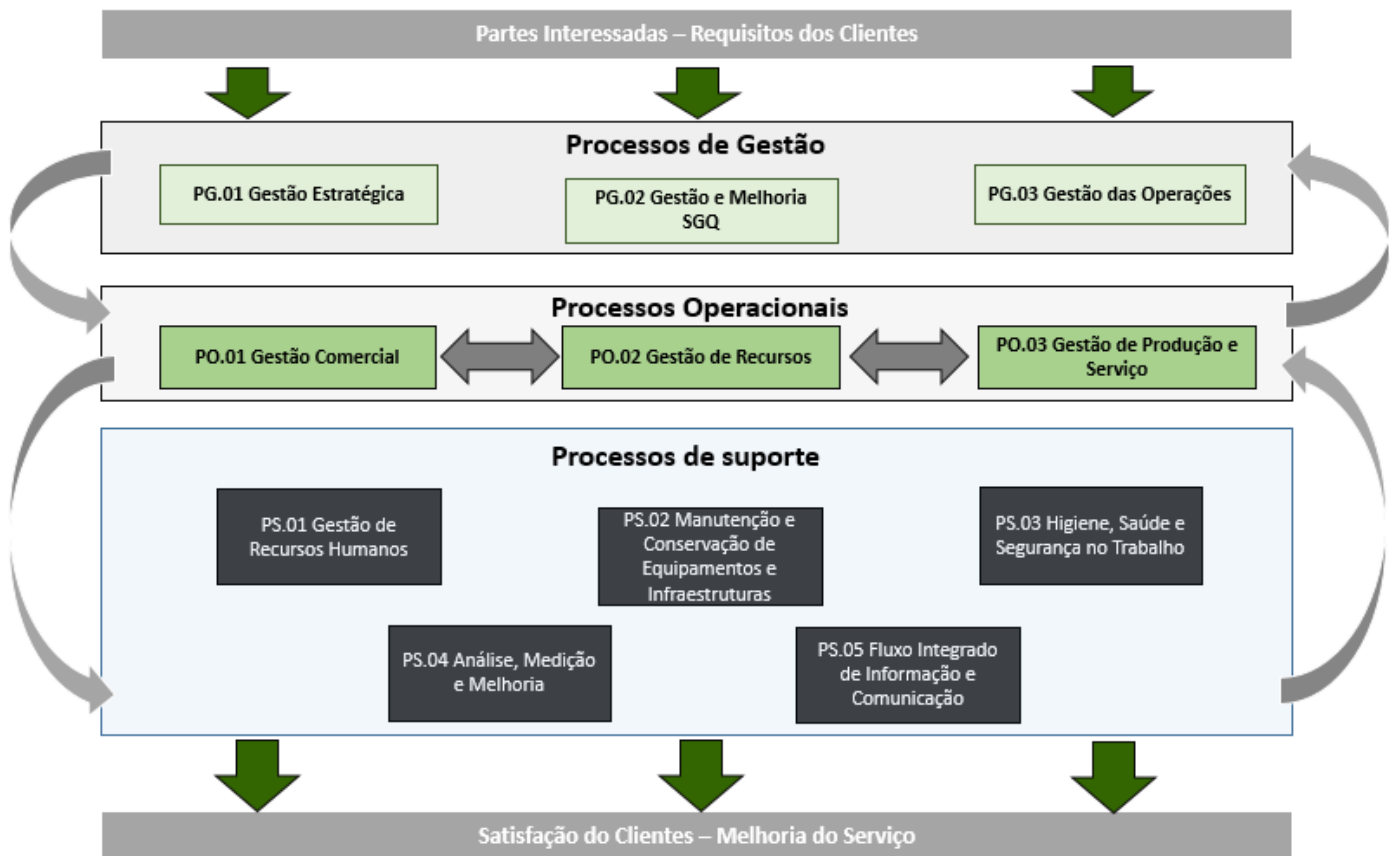 Partes Interessadas – Requisitos dos Clientes
Processos de Gestão
PG.01 Gestão Estratégica
PG.02 Gestão e Melhoria
SGQ
PG.03 Gestão das Operações
Processos Operacionais
PO.01 Gestão Comercial
PO.02 Gestão de Recursos
PO.03 Gestão de Produção e
Serviço
Processos de suporte
PS.01 Gestão de
Recursos Humanos
PS.02 Manutenção e
Conservação de
Equipamentos e
Infraestruturas
PS.03 Higiene, Saúde e
Segurança no Trabalho
PS.04 Análise, Medição
e Melhoria
PS.05 Fluxo Integrado
de Informação e
Comunicação
Satisfação do Clientes – Melhoria do Serviço